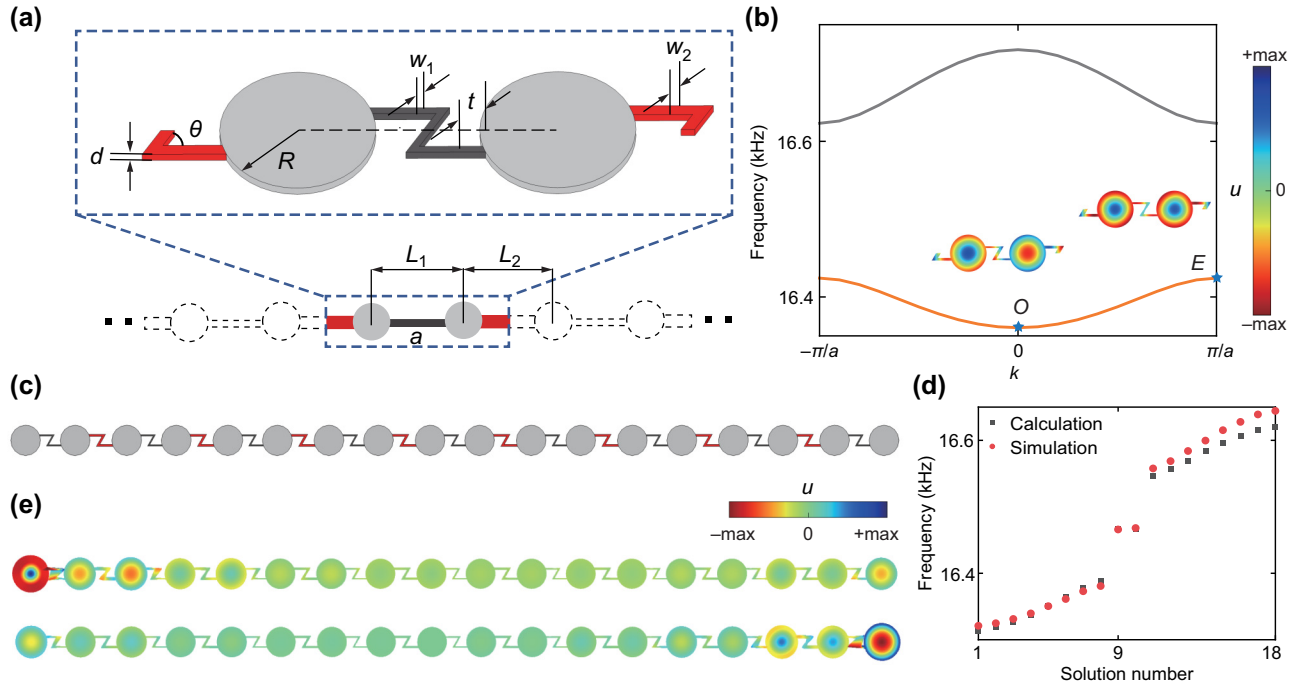 (a)
w1
w2
t
θ
d
R
L1
L2
a
(b)
Frequency (kHz)
16.6
16.4
O
E
–π/a
0
π/a
k
+max
u
0
–max
(c)
(d)
Calculation
Simulation
Frequency (kHz)
16.6
16.4
1
9
18
Solution number
(e)
u
–max
0
+max